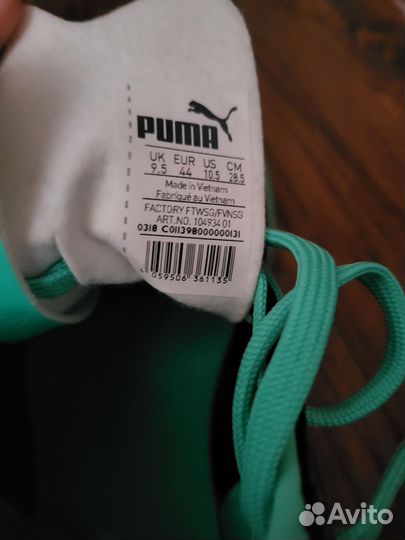 PUMA
UK EUR US CM
9.5 44 10.5 28.5
Made in Vietnam
Fabriqué au Vietnam
FACTORY FTWSG/FVNSG
ART.NO. 104934 01
0318 C011398000000131
4 059506 361135
Avito